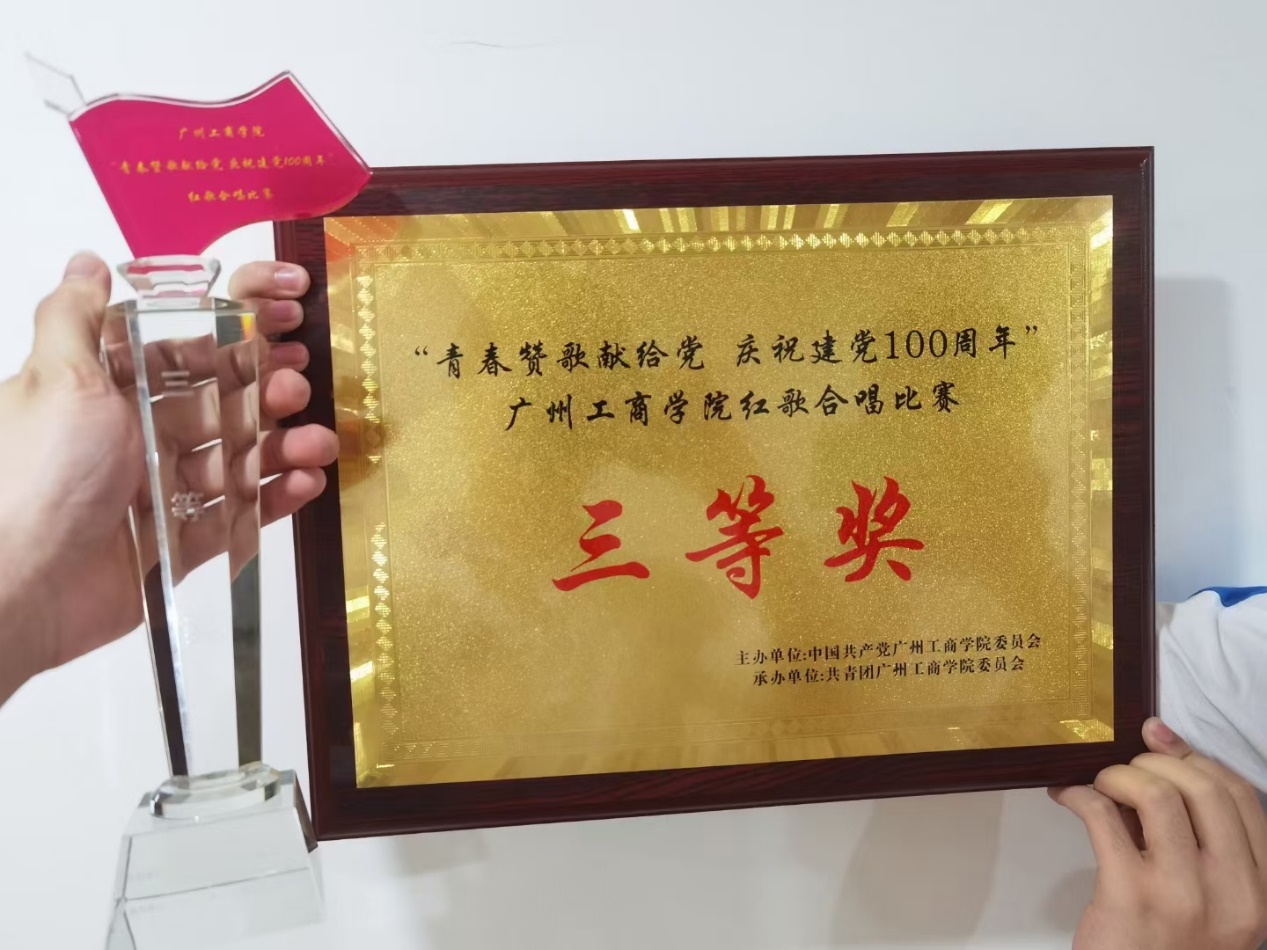 广州工商学院
“青春赞歌献给党 庆祝建党100周年”
红歌合唱比赛
三
等
“青春赞歌献给党 庆祝建党100周年”
广州工商学院红歌合唱比赛
三等奖
主办单位:中国共产党广州工商学院委员会
承办单位:共青团广州工商学院委员会